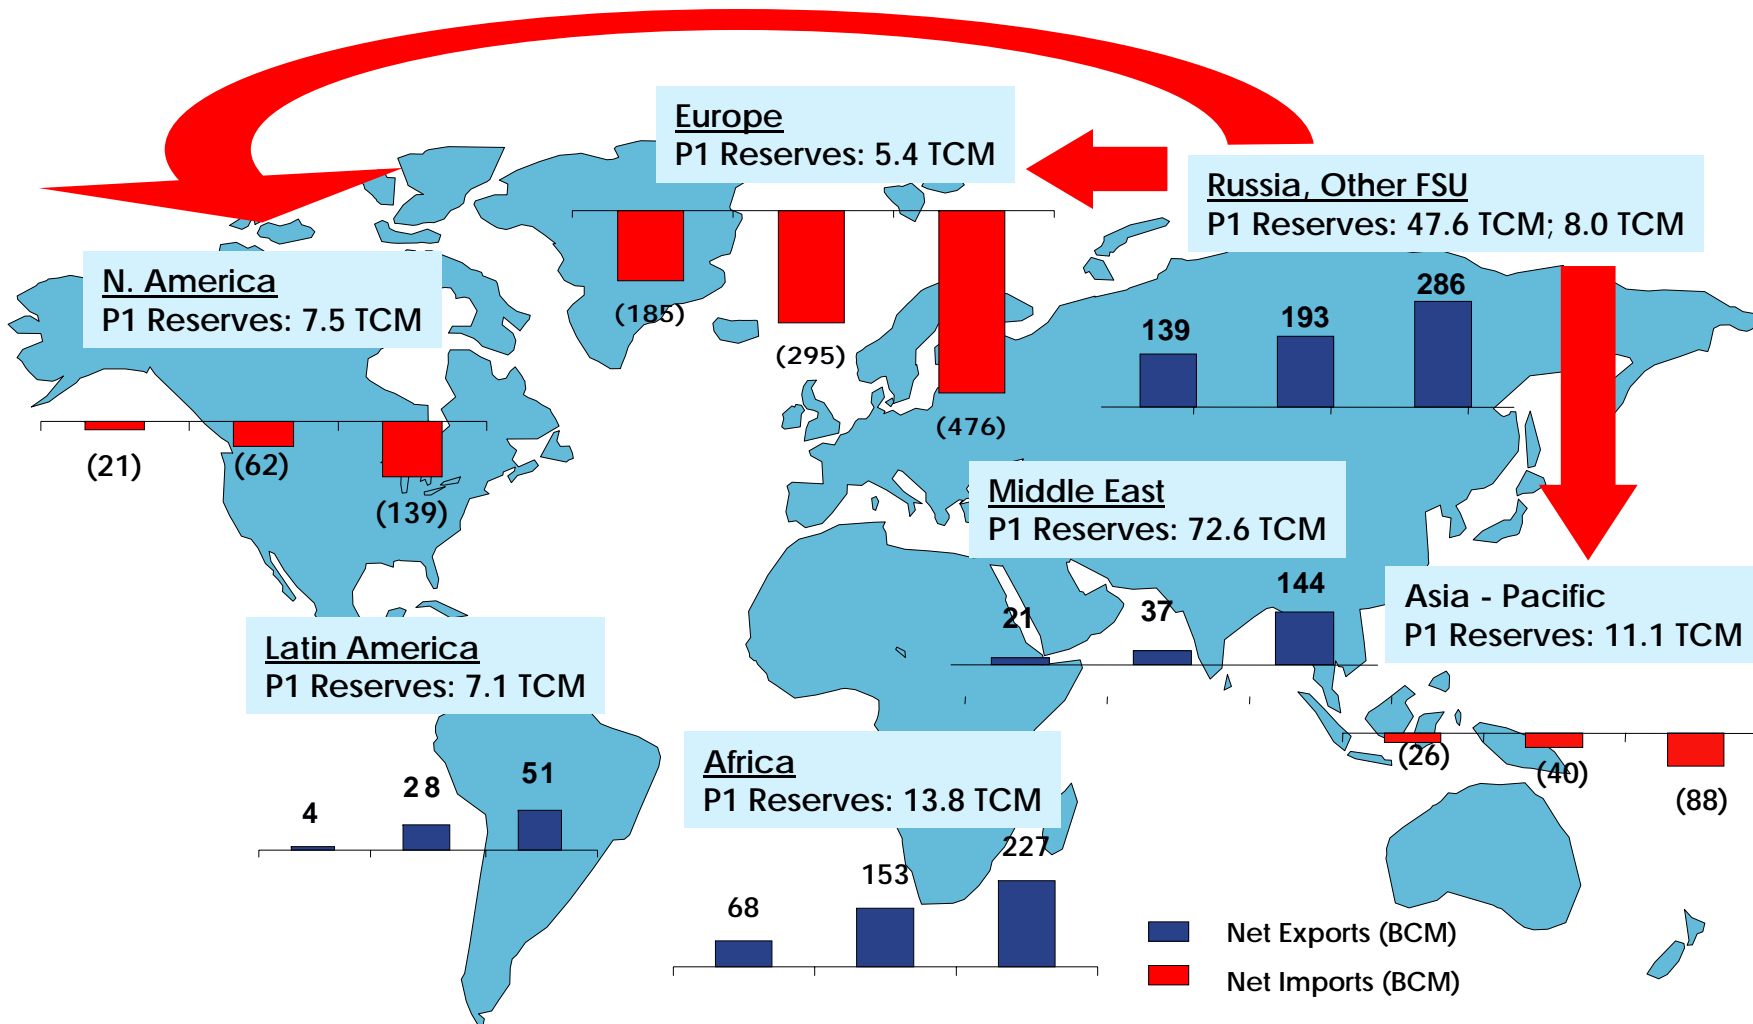 Europe
P1 Reserves: 5.4 TCM
Russia, Other FSU
P1 Reserves: 47.6 TCM; 8.0 TCM
N. America
P1 Reserves: 7.5 TCM
(185)
(295)
(476)
139
193
286
(21)
(62)
(139)
Middle East
P1 Reserves: 72.6 TCM
21
37
144
Asia - Pacific
P1 Reserves: 11.1 TCM
(26)
(40)
(88)
Latin America
P1 Reserves: 7.1 TCM
4
28
51
Africa
P1 Reserves: 13.8 TCM
68
153
227
Net Exports (BCM)
Net Imports (BCM)